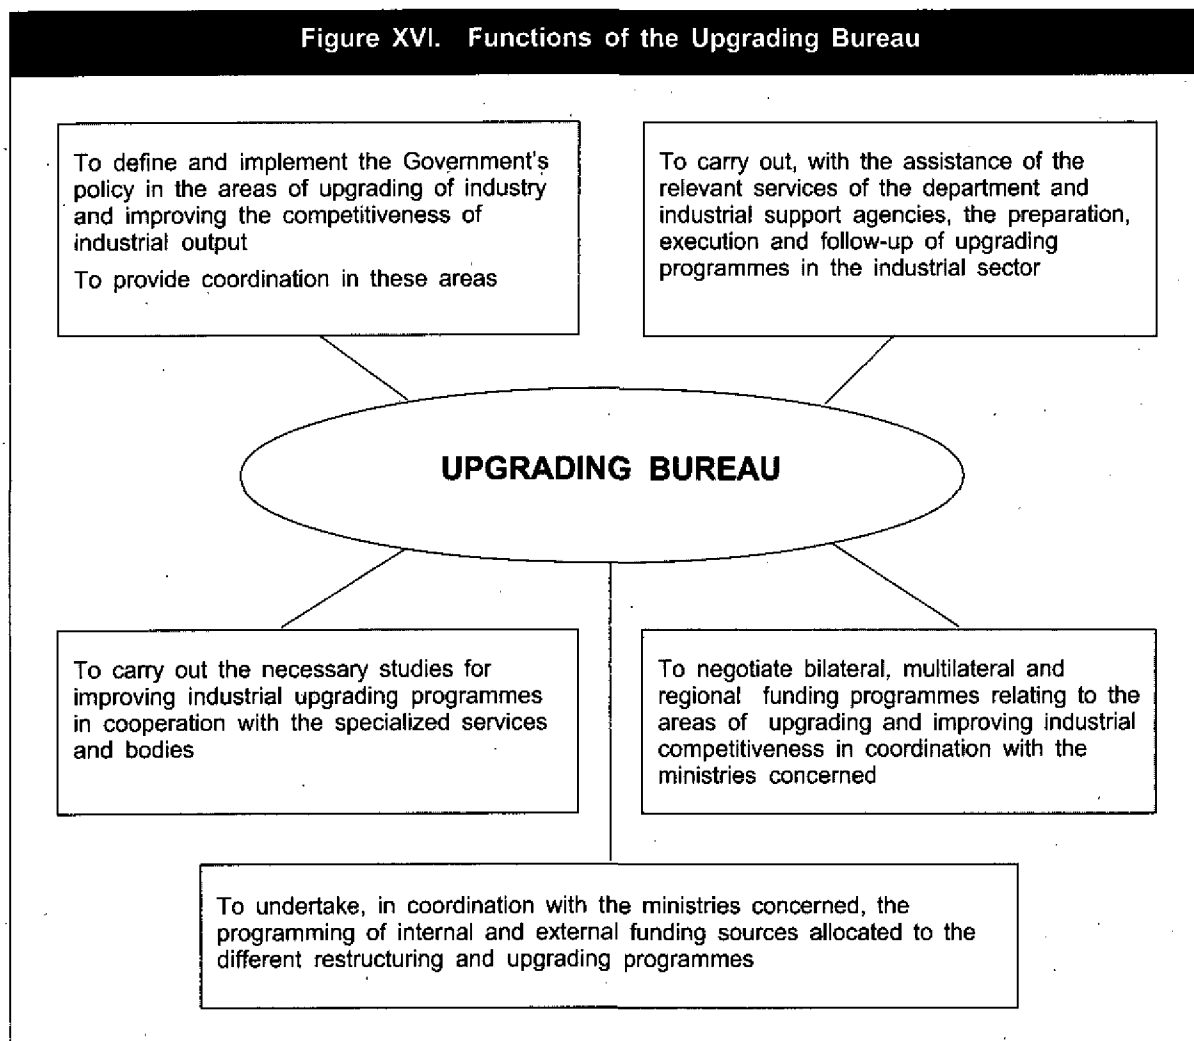 Figure XVI. Functions of the Upgrading Bureau
To define and implement the Government's
policy in the areas of upgrading of industry
and improving the competitiveness of
industrial output
To provide coordination in these areas
To carry out, with the assistance of the
relevant services of the department and
industrial support agencies, the preparation,
execution and follow-up of upgrading
programmes in the industrial sector
UPGRADING BUREAU
To carry out the necessary studies for
improving industrial upgrading programmes
in cooperation with the specialized services
and bodies
To negotiate bilateral, multilateral and
regional funding programmes relating to the
areas of upgrading and improving industrial
competitiveness in coordination with the
ministries concerned
To undertake, in coordination with the ministries concerned, the
programming of internal and external funding sources allocated to the
different restructuring and upgrading programmes